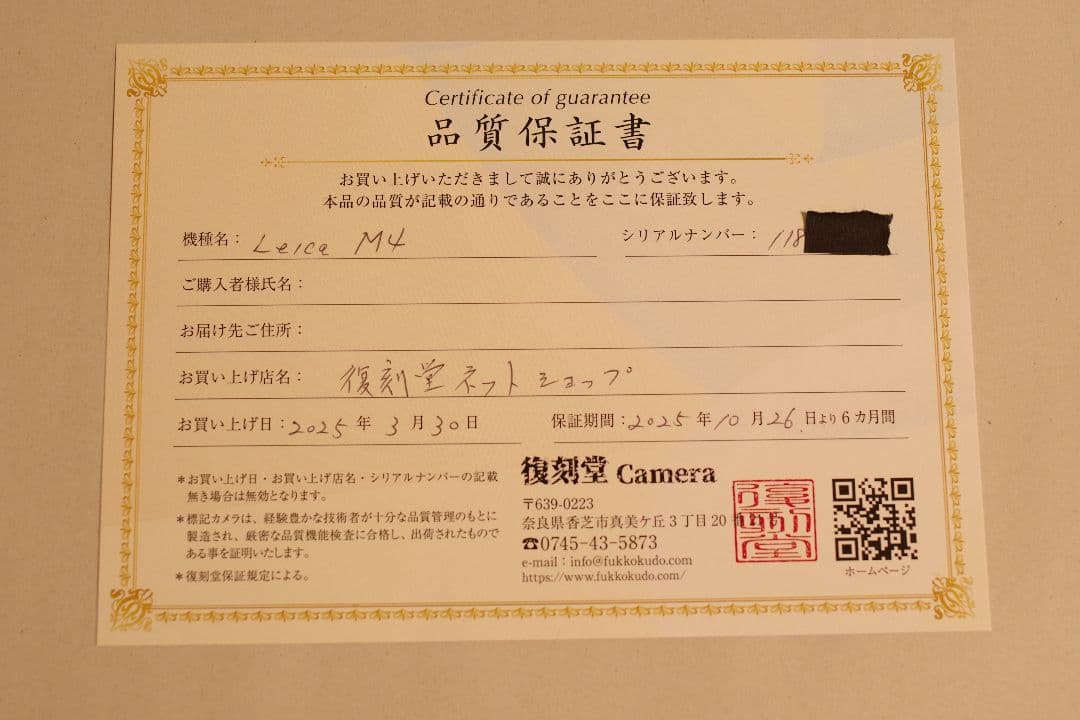 Certificate of guarantee
品質保証書
お買い上げいただきまして誠にありがとうございます。
本品の品質が記載の通りであることをここに保証致します。
機種名： Leica M4 シリアルナンバー： 118
ご購入者様氏名：
お届け先ご住所：
お買い上げ店名： 復刻堂ネットショップ
お買い上げ日：2025 年 3 月 30 日 保証期間：2025 年 10 月 26 日より6カ月間
＊お買い上げ日・お買い上げ店名・シリアルナンバーの記載
無き場合は無効となります。
＊標記カメラは、経験豊かな技術者が十分な品質管理のもとに
製造され、厳密な品質機能検査に合格し、出荷されたもので
ある事を証明いたします。
＊復刻堂保証規定による。
復刻堂 Camera
〒639-0223
奈良県香芝市真美ケ丘3丁目20
☎0745-43-5873
e-mail：info@fukkokudo.com
https://www.fukkokudo.com/
復刻堂
ホームページ